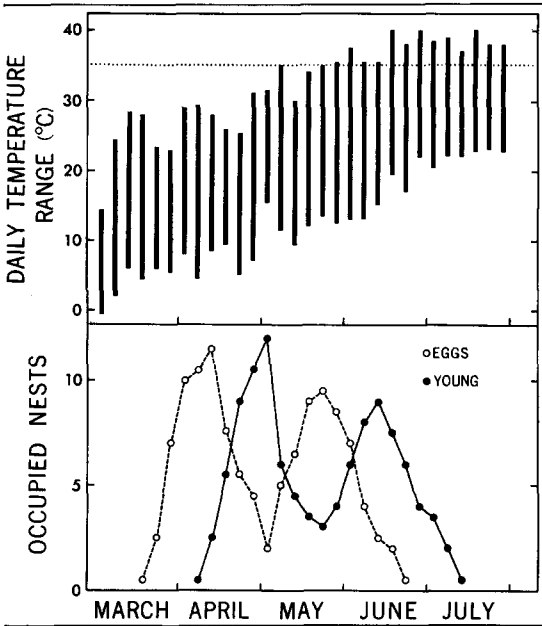 DAILY TEMPERATURE
RANGE (°C)
40
30
20
10
0
OCCUPIED NESTS
10
5
0
EGGS
YOUNG
MARCH APRIL MAY JUNE JULY